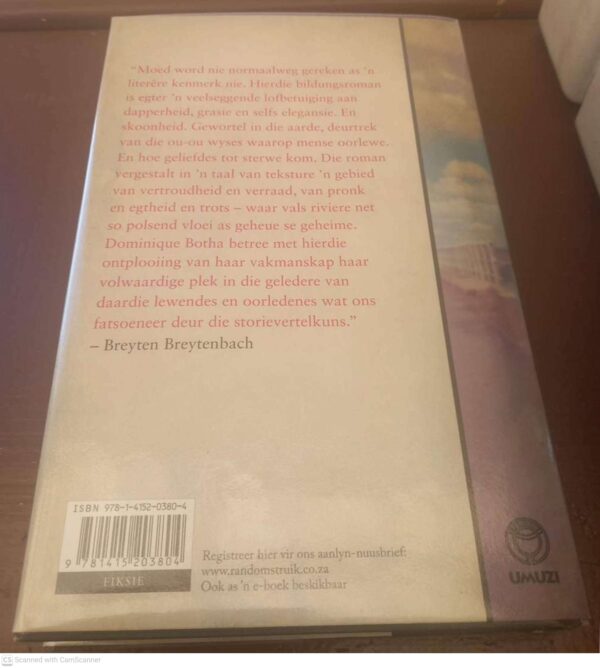 “Moed word nie normaalweg gereken as ’n
literêre kenmerk nie. Hierdie bildungsroman
is egter ’n veelseggende lofbetuiging aan
dapperheid, grasie en selfs elegansie. En
skoonheid. Gewortel in die aarde, deurtrek
van die ou-ou wyses waarop mense oorlewe.
En hoe geliefdes tot sterwe kom. Die roman
vergestalt in ’n taal van teksture ’n gebied
van vertroudheid en verraad, van pronk
en egtheid en trots – waar vals riviere net
so polsend vloei as geheue se geheime.
Dominique Botha betree met hierdie
ontplooiing van haar vakmanskap haar
volwaardige plek in die geledere van
daardie lewendes en oorledenes wat ons
fatsoeneer deur die storievertelkuns.”
– Breyten Breytenbach
ISBN 978-1-4152-0380-4
9 781415 203804
FIKSIE
Registreer hier vir ons aanlyn-nuusbrief:
www.randomstruik.co.za
Ook as ’n e-boek beskikbaar
UMUZI
CS Scanned with CamScanner